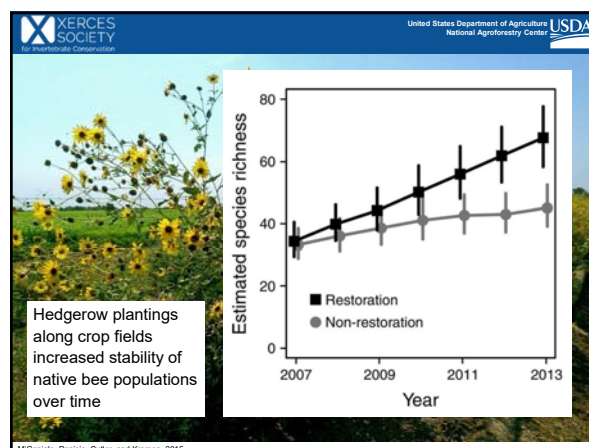 XERCES
SOCIETY
for Invertebrate Conservation
United States Department of Agriculture
National Agroforestry Center
USDA
80
60
40
20
0
Estimated species richness
Restoration
Non-restoration
2007
2009
2011
2013
Year
Hedgerow plantings
along crop fields
increased stability of
native bee populations
over time